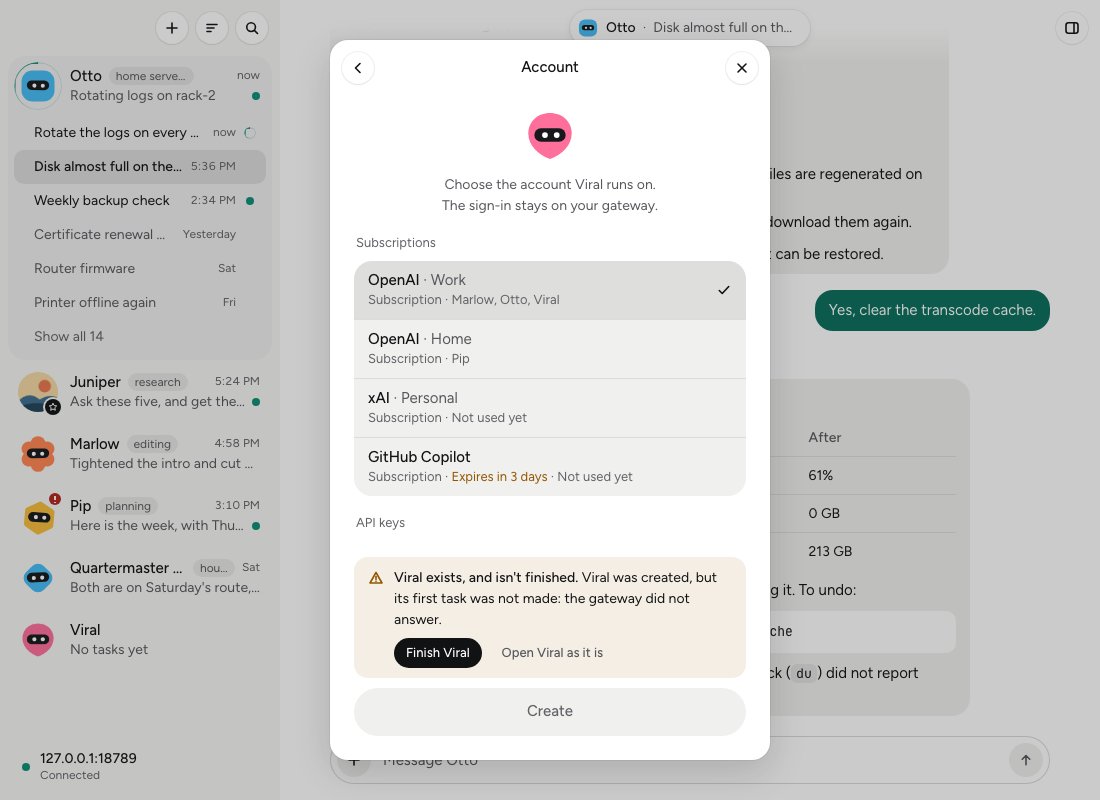 Otto home serve... now
Rotating logs on rack-2
Rotate the logs on every ... now
Disk almost full on the... 5:36 PM
Weekly backup check 2:34 PM
Certificate renewal ... Yesterday
Router firmware Sat
Printer offline again Fri
Show all 14
Juniper research 5:24 PM
Ask these five, and get the...
Marlow editing 4:58 PM
Tightened the intro and cut ...
Pip planning 3:10 PM
Here is the week, with Thu...
Quartermaster ... hou... Sat
Both are on Saturday's route,...
Viral
No tasks yet
127.0.0.1:18789
Connected
Otto · Disk almost full on th...
Account
Choose the account Viral runs on.
The sign-in stays on your gateway.
Subscriptions
OpenAI · Work
Subscription · Marlow, Otto, Viral
OpenAI · Home
Subscription · Pip
xAI · Personal
Subscription · Not used yet
GitHub Copilot
Subscription · Expires in 3 days · Not used yet
API keys
Viral exists, and isn't finished. Viral was created, but
its first task was not made: the gateway did not
answer.
Finish Viral Open Viral as it is
Create
are regenerated on
download them again.
can be restored.
Yes, clear the transcode cache.
After
61%
0 GB
213 GB
it. To undo:
(du) did not report
Message Otto